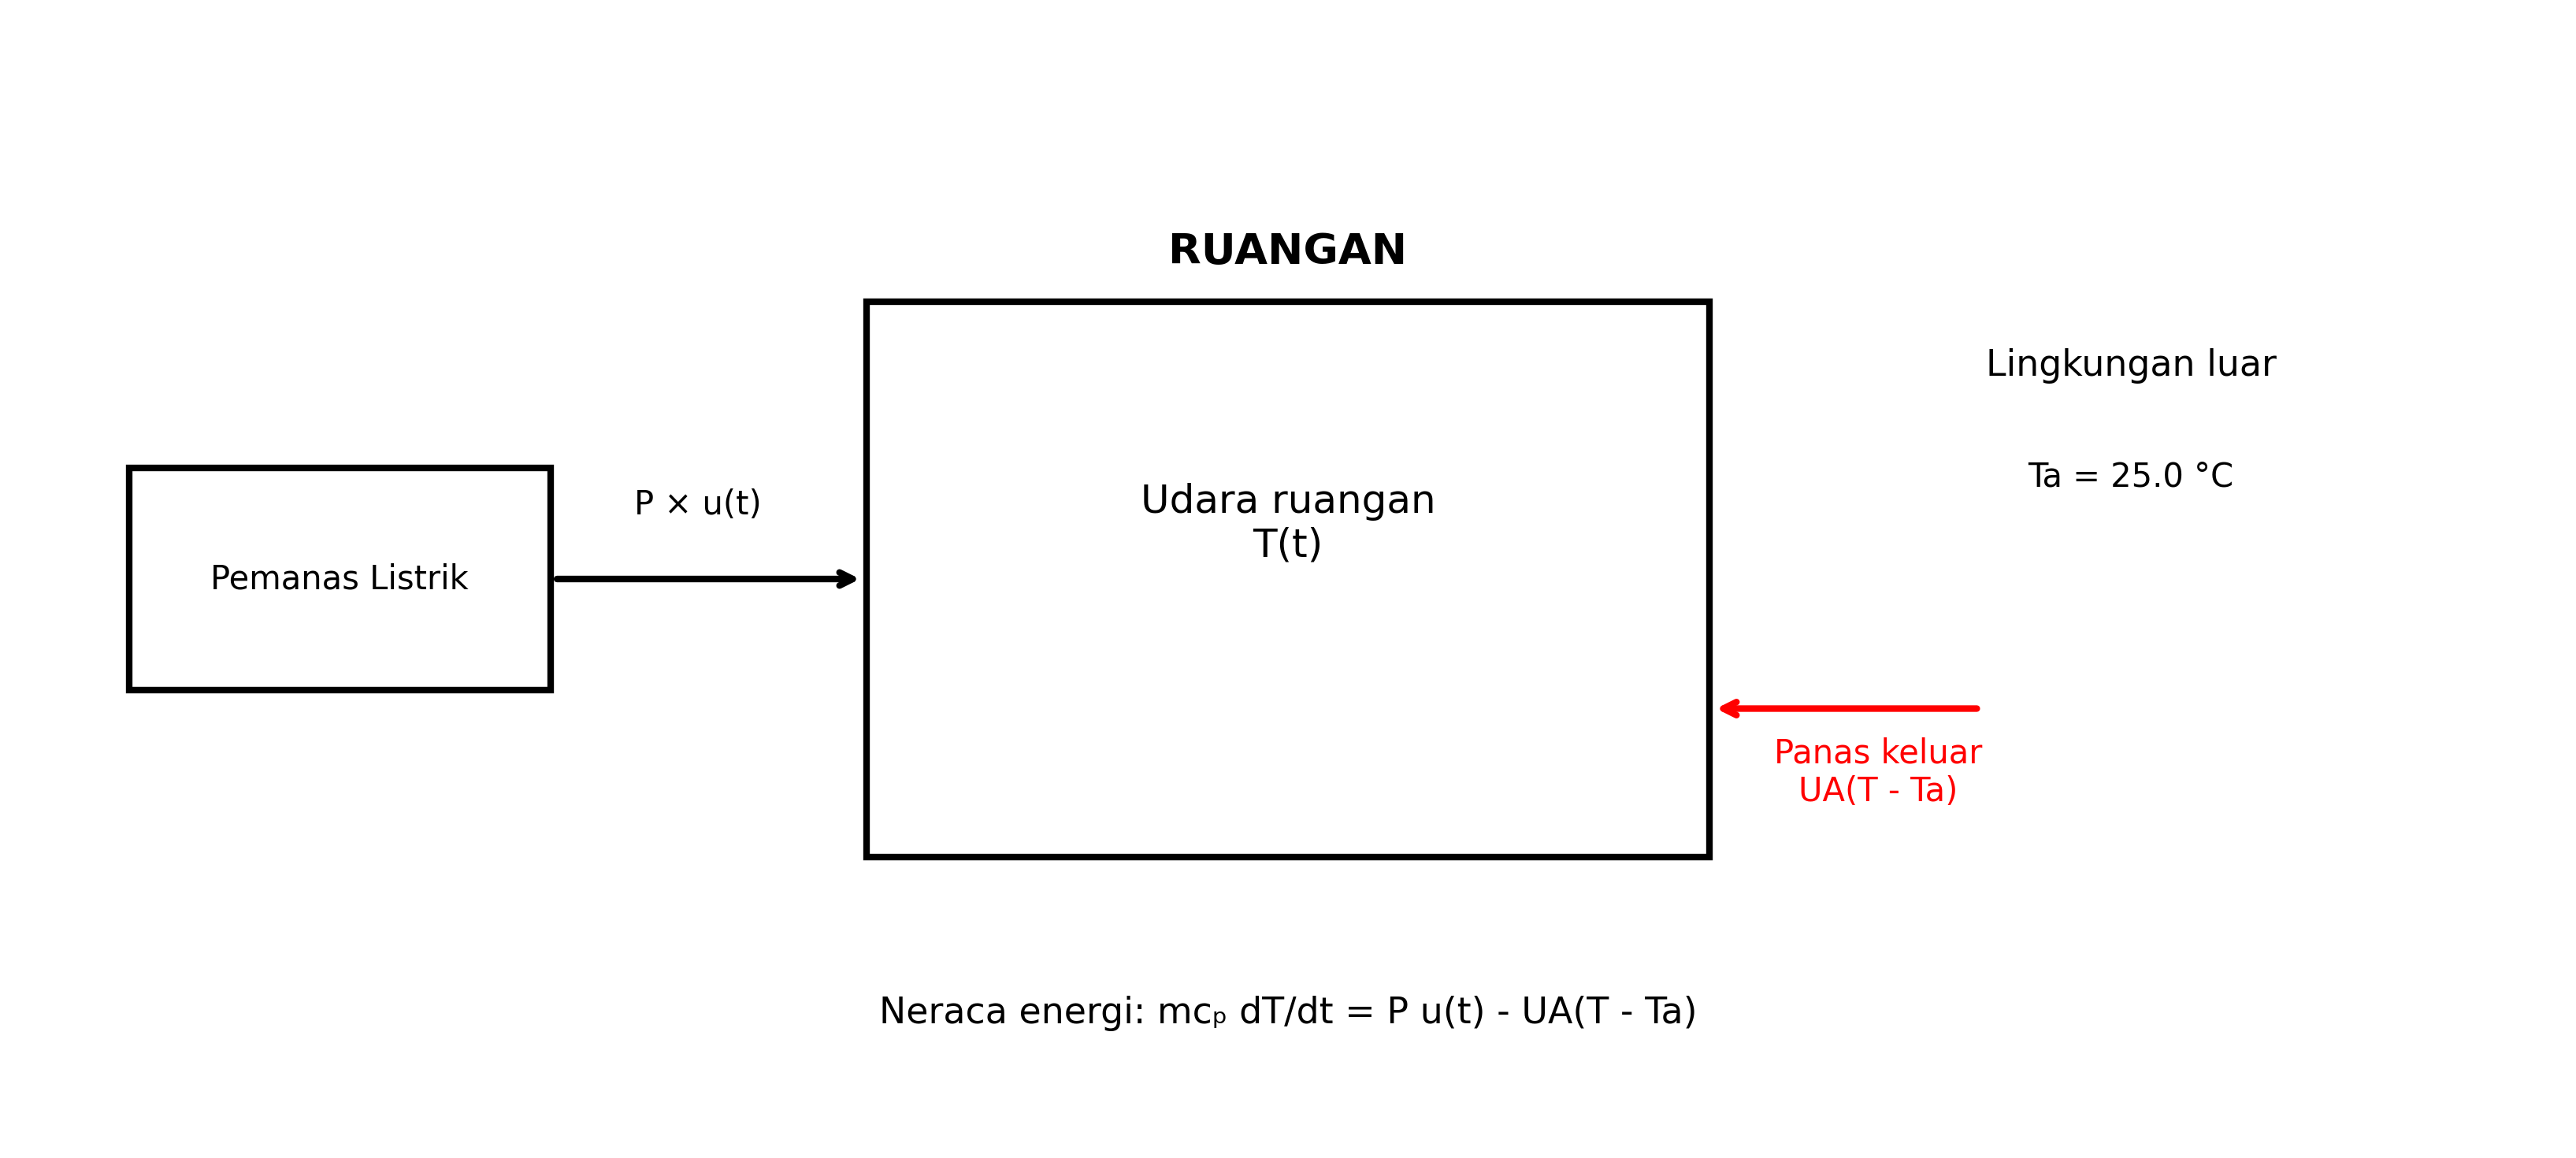 RUANGAN
Lingkungan luar
Ta = 25.0 °C
P × u(t)
Udara ruangan
T(t)
Pemanas Listrik
Panas keluar
UA(T - Ta)
Neraca energi: mcₚ dT/dt = P u(t) - UA(T - Ta)